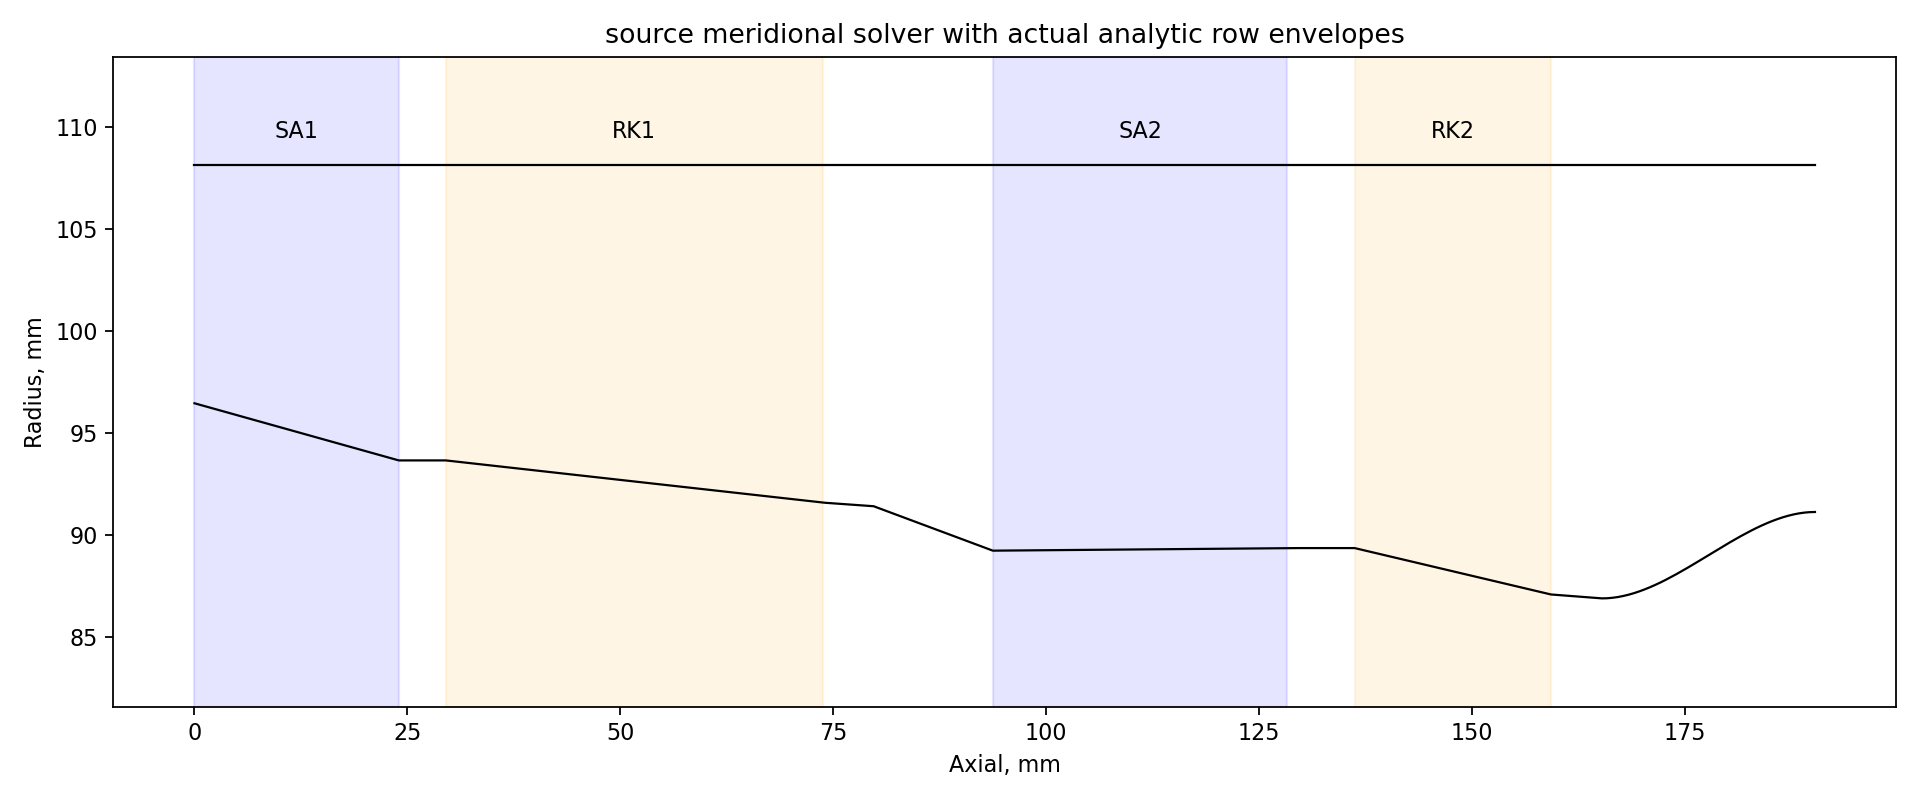 source meridional solver with actual analytic row envelopes
SA1
RK1
SA2
RK2
110
105
100
95
90
85
Radius, mm
0
25
50
75
100
125
150
175
Axial, mm